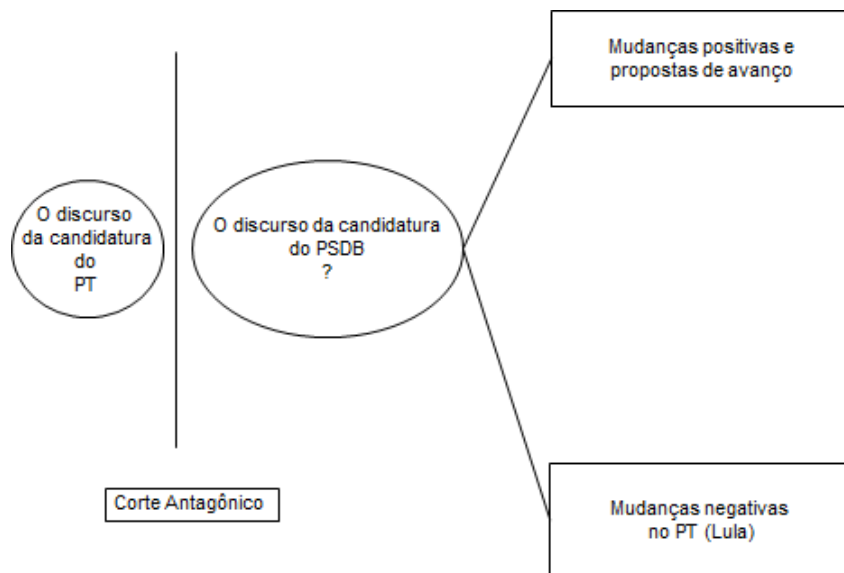 Mudanças positivas e
propostas de avanço
O discurso
da candidatura
do
PT
O discurso da candidatura
do PSDB
?
Corte Antagônico
Mudanças negativas
no PT (Lula)